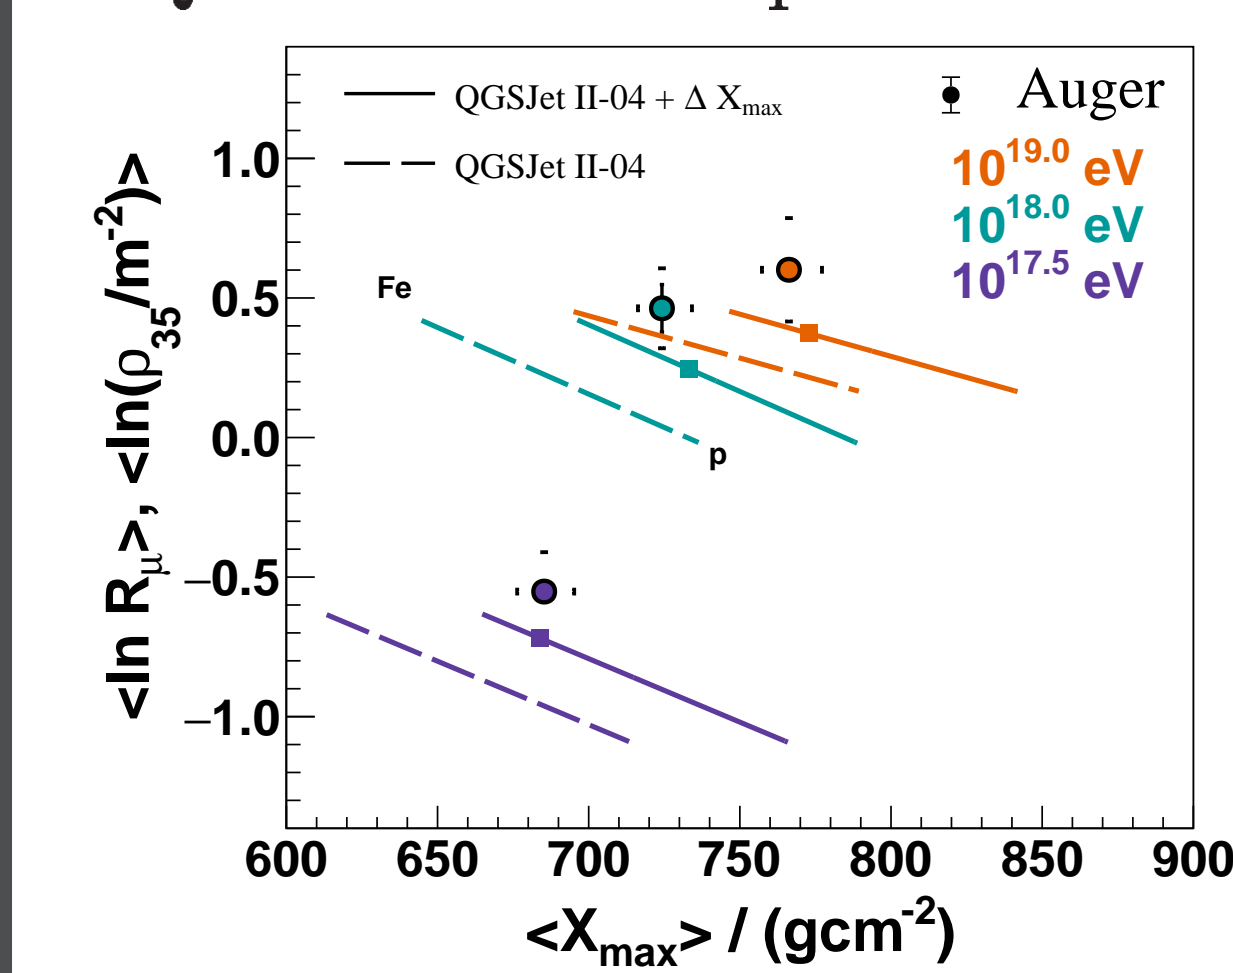 QGSJet II-04 + Δ Xmax
QGSJet II-04
Auger
10^19.0 eV
10^18.0 eV
10^17.5 eV
Fe
p
1.0
0.5
0.0
−0.5
−1.0
<ln Rμ>, <ln(ρ35/m^-2)>
600 650 700 750 800 850 900
<Xmax> / (gcm^-2)